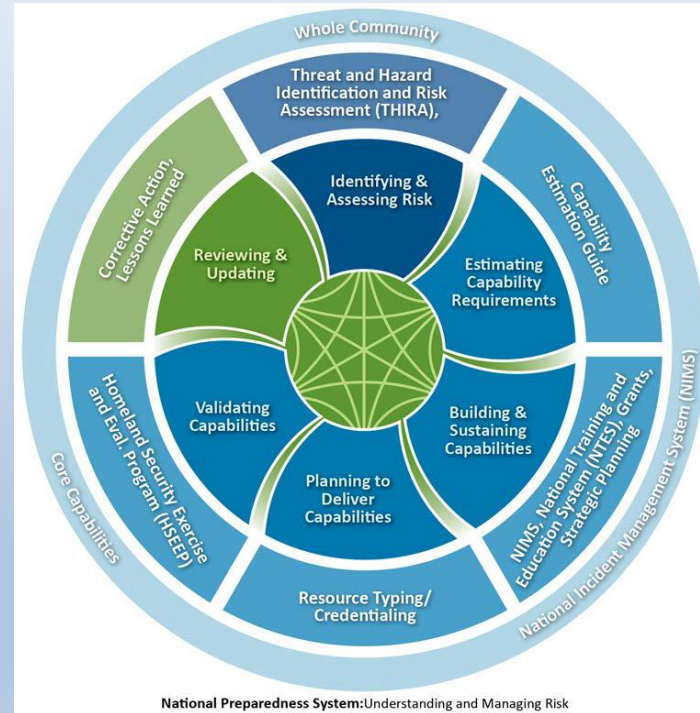 Whole Community
Threat and Hazard
Identification and Risk
Assessment (THIRA),
Capability
Estimation Guide
NIMS, National Training and
Education System (NTES), Grants,
Strategic Planning
National Incident Management System (NIMS)
Resource Typing/
Credentialing
Homeland Security Exercise
and Eval. Program (HSEEP)
Core Capabilities
Corrective Action,
Lessons Learned
Identifying &
Assessing Risk
Estimating
Capability
Requirements
Building &
Sustaining
Capabilities
Planning to
Deliver
Capabilities
Validating
Capabilities
Reviewing &
Updating
National Preparedness System:Understanding and Managing Risk